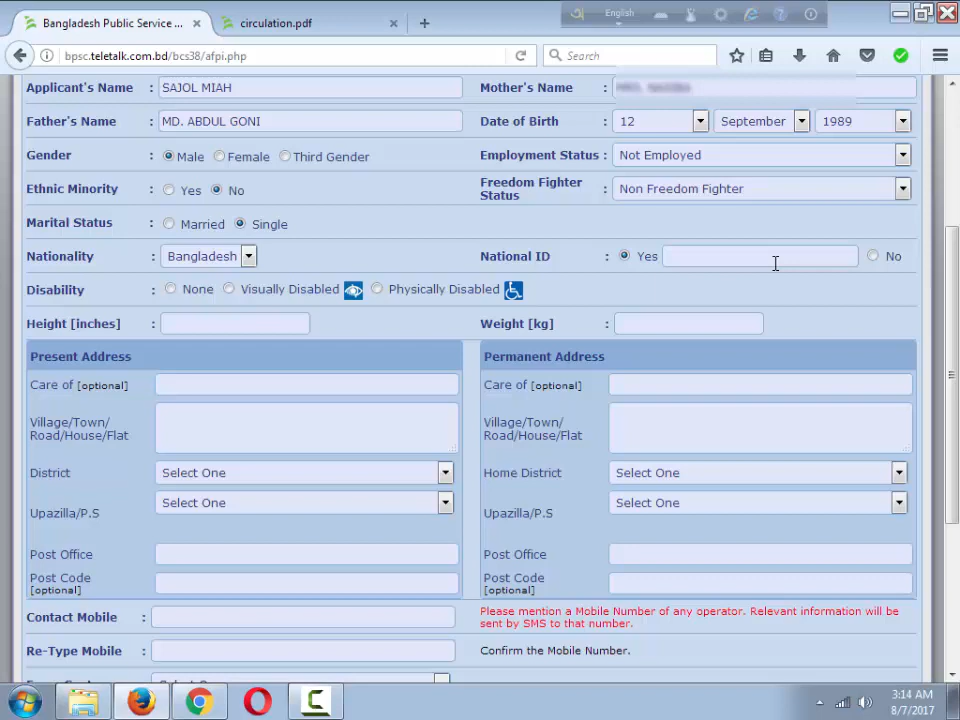 Bangladesh Public Service ...
circulation.pdf
English
bpsc.teletalk.com.bd/bcs38/afpi.php
Search
Applicant's Name : SAJOL MIAH
Mother's Name :
Father's Name : MD. ABDUL GONI
Date of Birth : 12 September 1989
Gender : Male Female Third Gender
Employment Status : Not Employed
Ethnic Minority : Yes No
Freedom Fighter Status : Non Freedom Fighter
Marital Status : Married Single
Nationality : Bangladesh
National ID : Yes No
Disability : None Visually Disabled Physically Disabled
Height [inches] :
Weight [kg] :
Present Address
Permanent Address
Care of [optional]
Care of [optional]
Village/Town/
Road/House/Flat
Village/Town/
Road/House/Flat
District Select One
Home District Select One
Upazilla/P.S Select One
Upazilla/P.S Select One
Post Office
Post Office
Post Code
[optional]
Post Code
[optional]
Contact Mobile :
Please mention a Mobile Number of any operator. Relevant information will be
sent by SMS to that number.
Re-Type Mobile :
Confirm the Mobile Number.
3:14 AM
8/7/2017